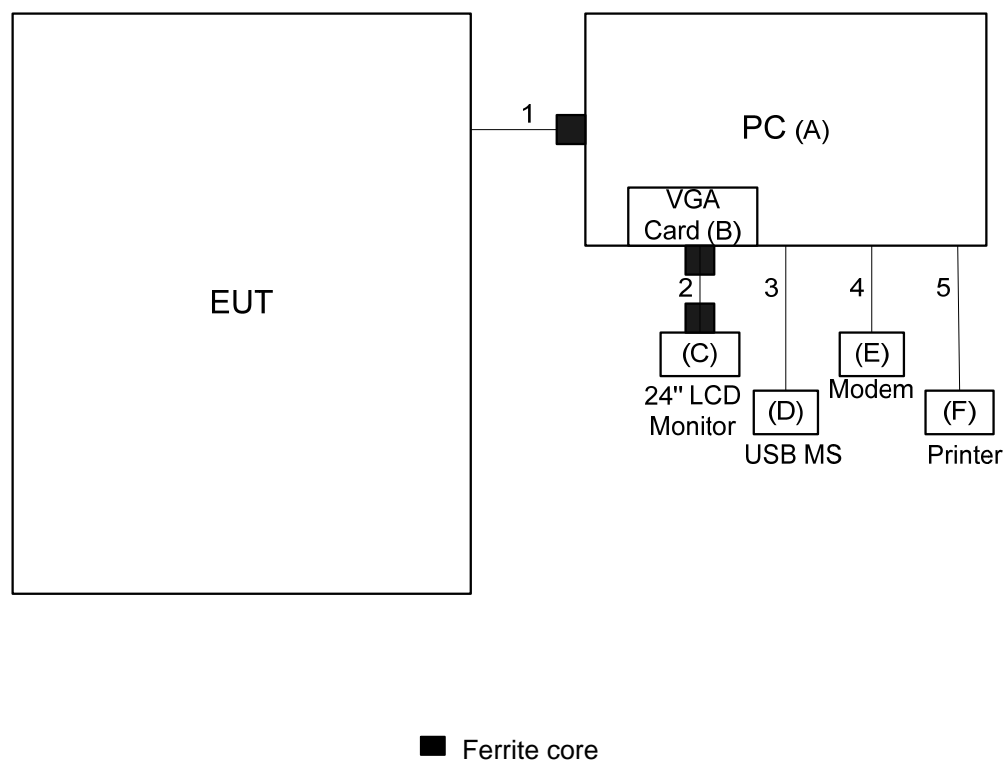 1
PC (A)
VGA
Card (B)
EUT
2
3
4
5
(C)
24" LCD
Monitor
(D)
USB MS
(E)
Modem
(F)
Printer
Ferrite core